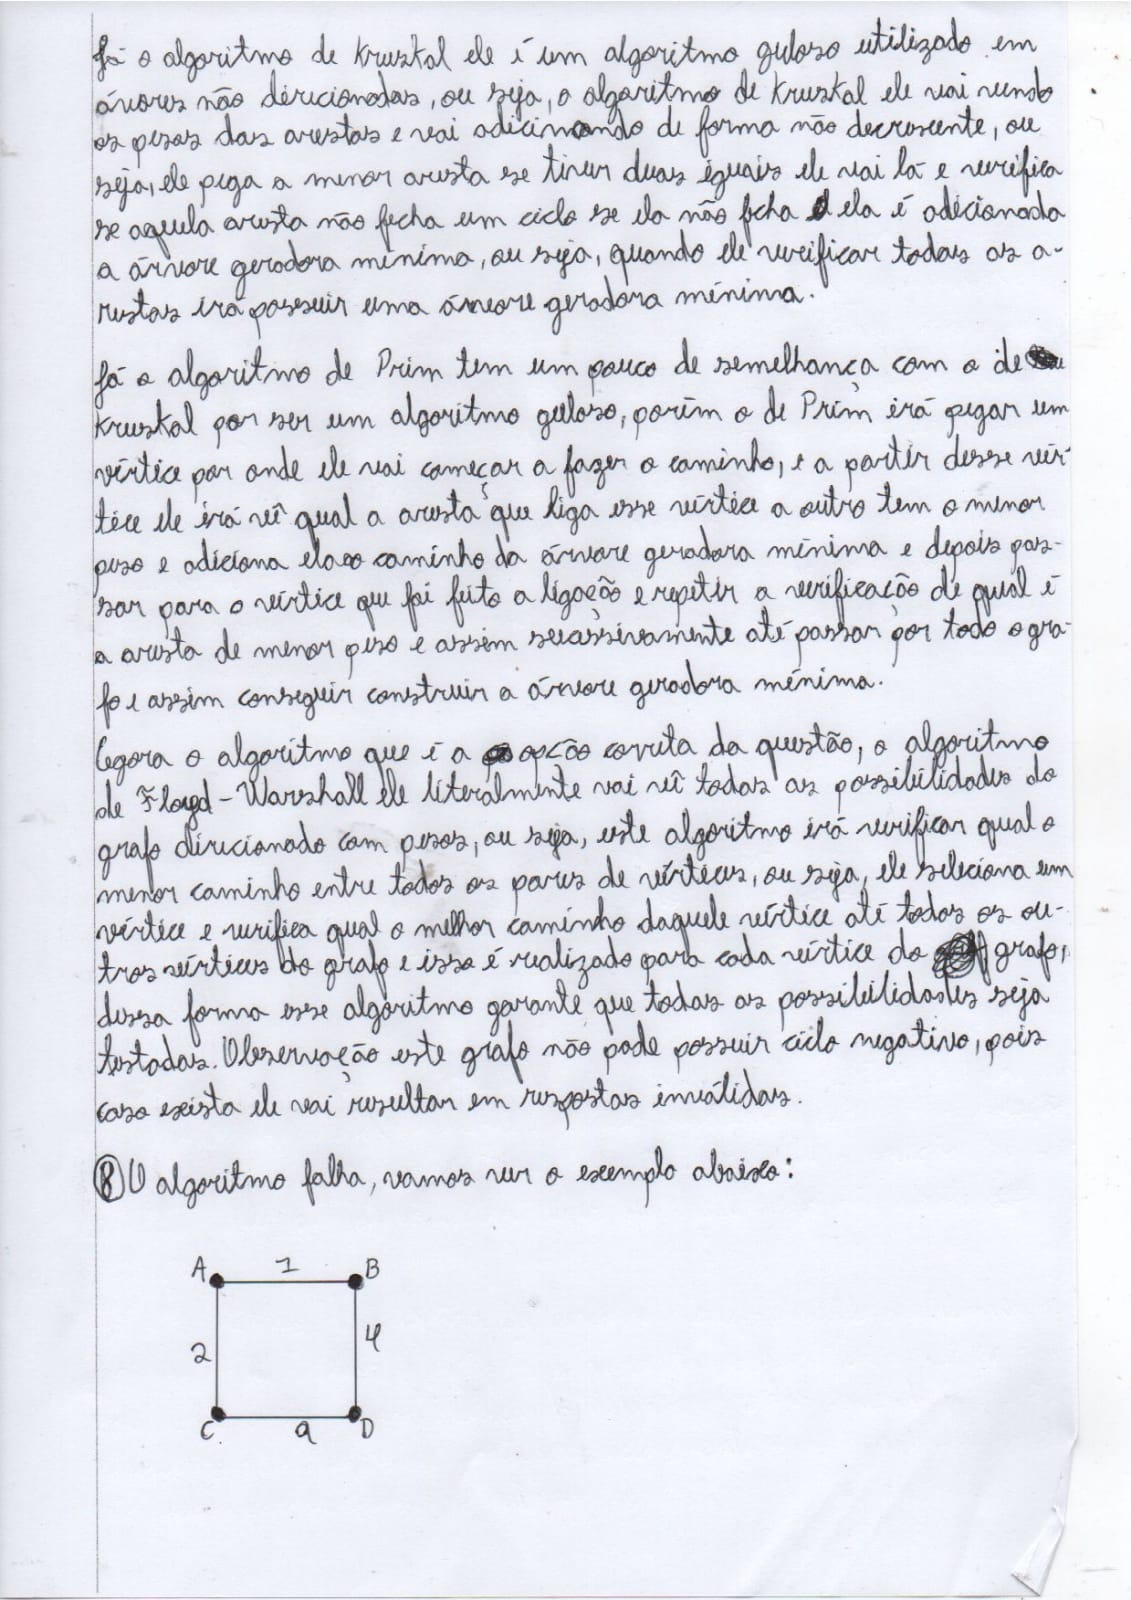 Já o algoritmo de Kruskal ele é um algoritmo guloso utilizado em
árvores não direcionadas, ou seja, o algoritmo de Kruskal ele vai vendo
os pesos das arestas e vai adicionando de forma não decrescente, ou
seja, ele pega a menor aresta se tiver duas iguais ele vai lá e verifica
se aquela aresta não fecha um ciclo se ela não fecha ela é adicionada
a árvore geradora mínima, ou seja, quando ele verificar todas as a-
restas irá possuir uma árvore geradora mínima.
Já o algoritmo de Prim tem um pouco de semelhança com o de
Kruskal por ser um algoritmo guloso, porém o de Prim irá pegar um
vértice por onde ele vai começar a fazer o caminho, e a partir desse vér-
tice ele irá vê qual a aresta que liga esse vértice a outro tem o menor
peso e adiciona ela ao caminho da árvore geradora mínima e depois pas-
sar para o vértice que foi feito a ligação e repetir a verificação de qual é
a aresta de menor peso e assim sucessivamente até passar por todo o gra-
fo e assim conseguir construir a árvore geradora mínima.
Agora o algoritmo que é a opção correta da questão, o algoritmo
de Floyd-Warshall ele literalmente vai vê todas as possibilidades do
grafo direcionado com pesos, ou seja, este algoritmo irá verificar qual o
menor caminho entre todos os pares de vértices, ou seja, ele seleciona um
vértice e verifica qual o melhor caminho daquele vértice até todos os ou-
tros vértices do grafo e isso é realizado para cada vértice do grafo,
dessa forma esse algoritmo garante que todas as possibilidades seja
testadas. Observação este grafo não pode possuir ciclo negativo, pois
caso exista ele vai resultar em respostas inválidas.
8 O algoritmo falha, vamos ver o exemplo abaixo:
A 1 B
2 4
C 9 D